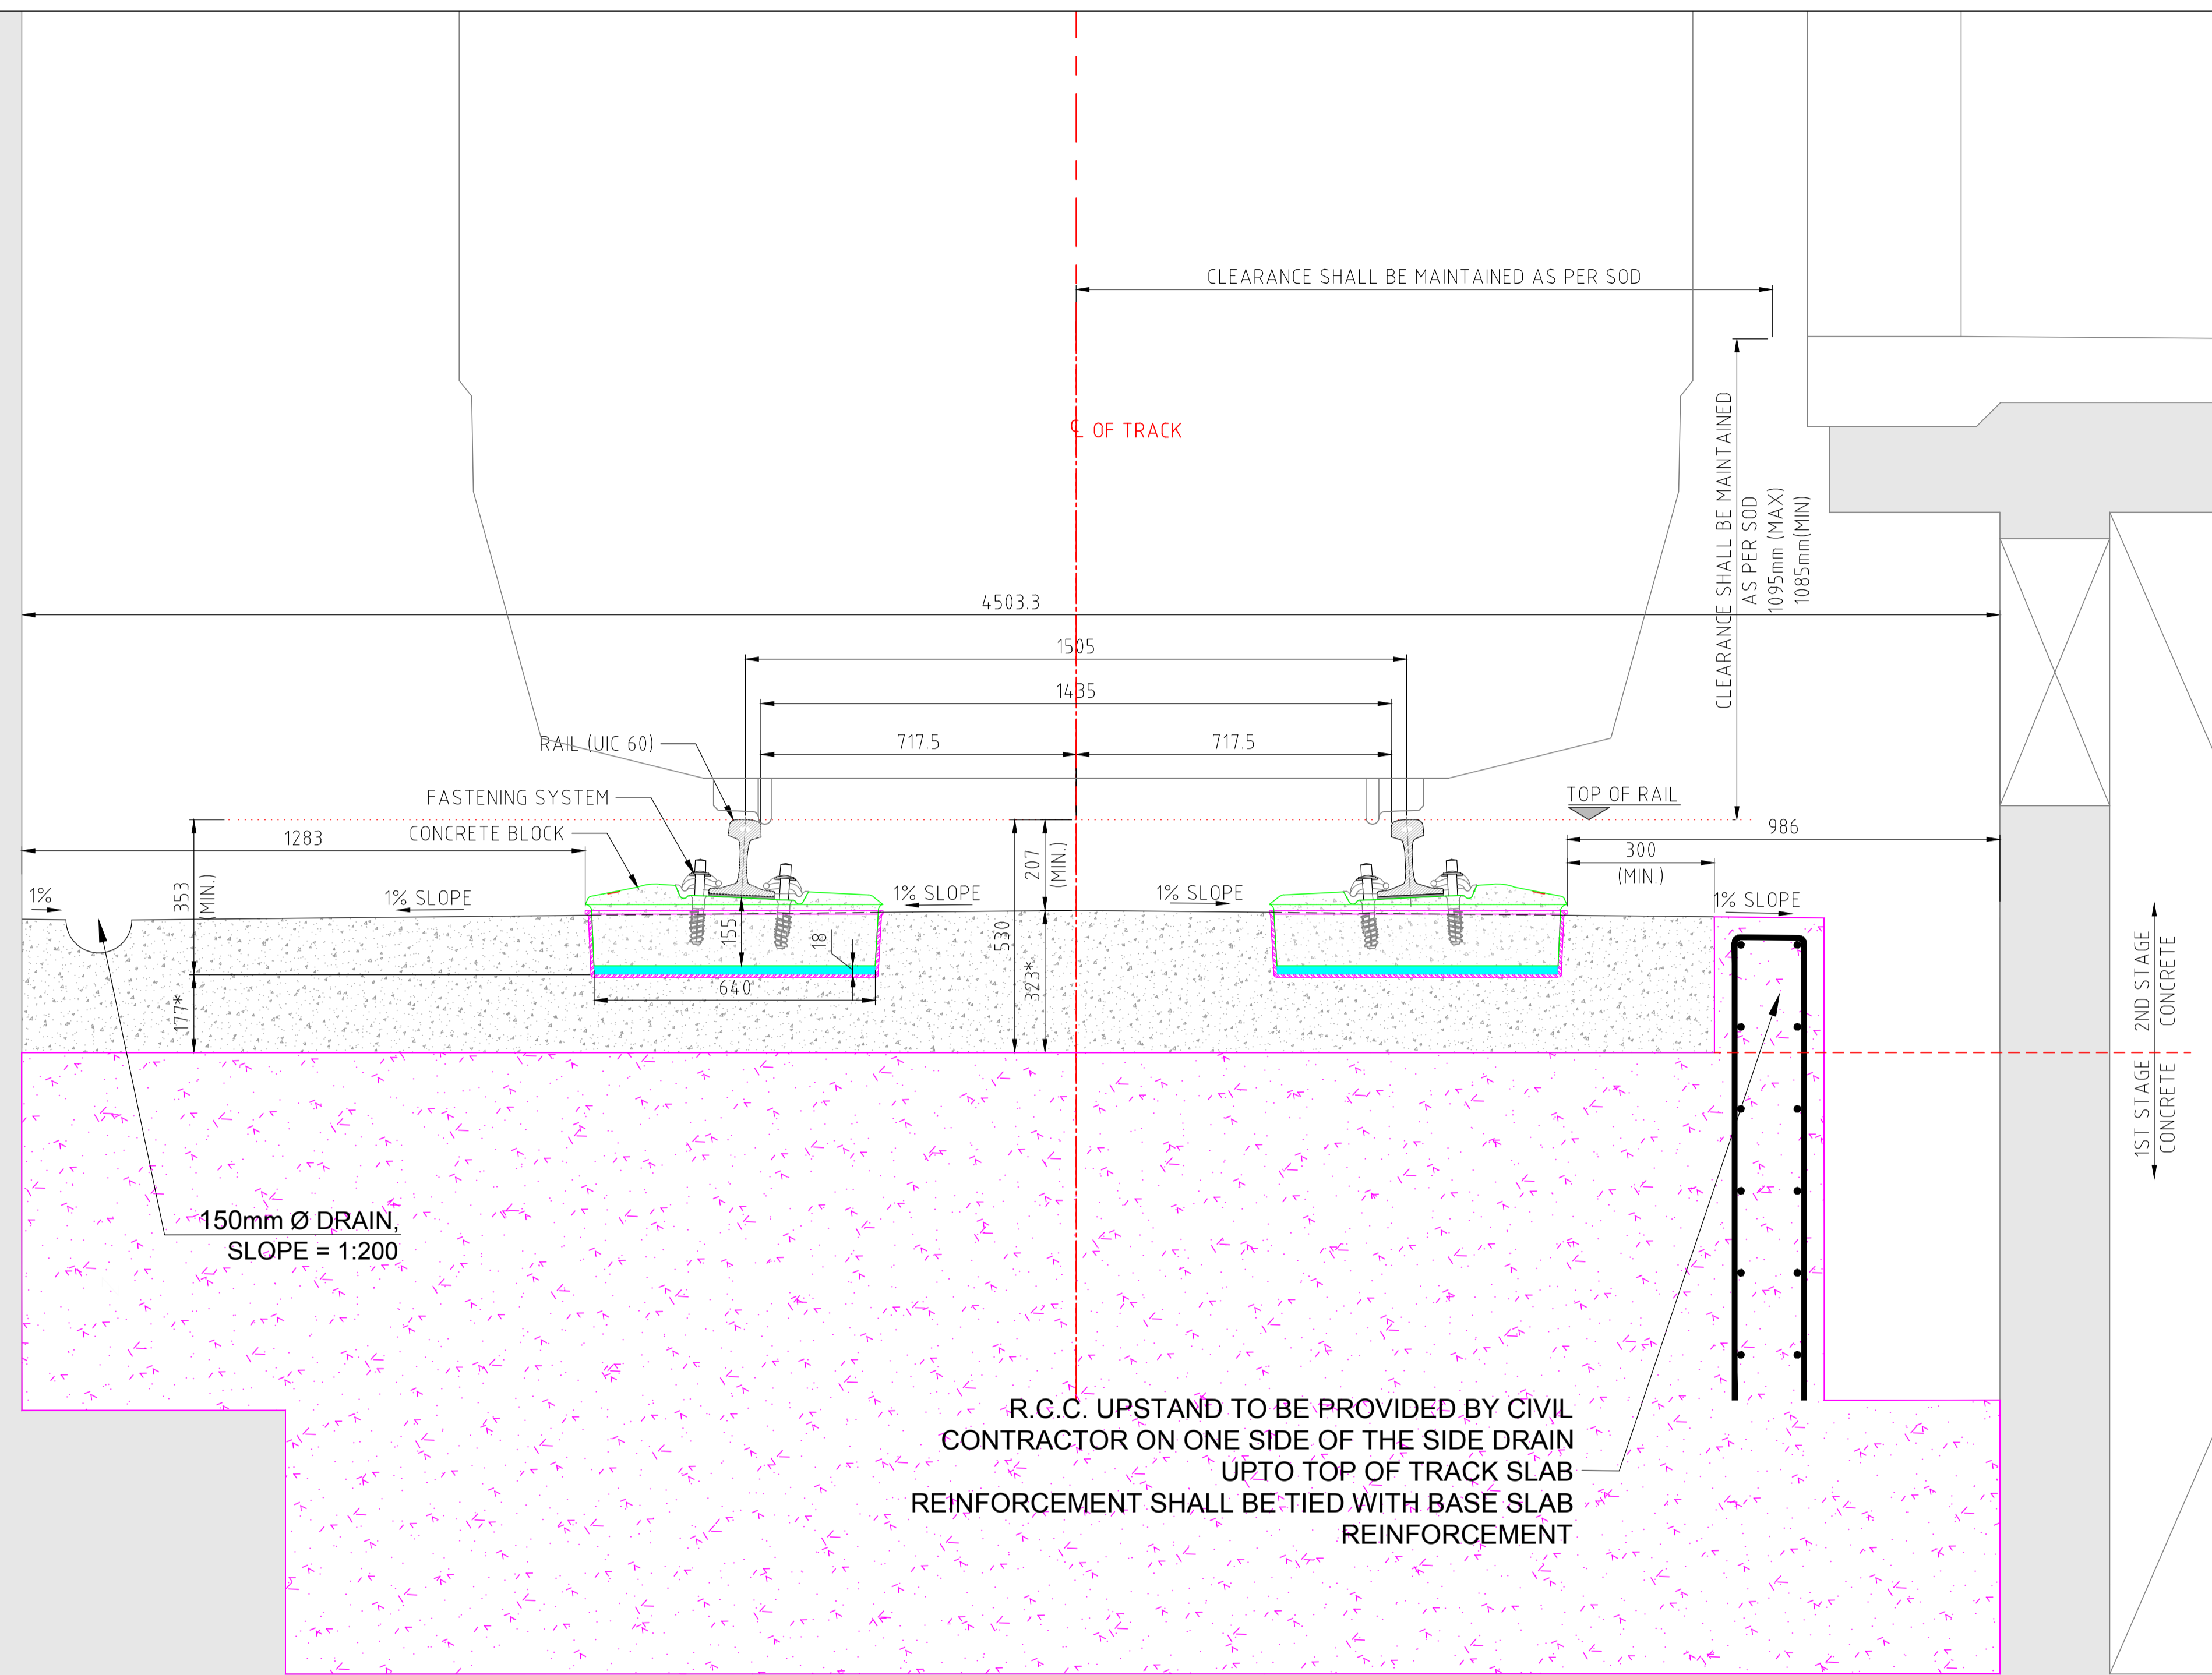 CLEARANCE SHALL BE MAINTAINED AS PER SOD
℄ OF TRACK
CLEARANCE SHALL BE MAINTAINED
AS PER SOD
1095mm (MAX)
1085mm(MIN)
4503.3
1505
1435
717.5
717.5
RAIL (UIC 60)
FASTENING SYSTEM
CONCRETE BLOCK
TOP OF RAIL
1283
986
300
(MIN.)
353
(MIN.)
207
(MIN.)
1%
1% SLOPE
1% SLOPE
1% SLOPE
1% SLOPE
155
18
530
323*
640
177*
2ND STAGE
CONCRETE
1ST STAGE
CONCRETE
150mm Ø DRAIN,
SLOPE = 1:200
R.C.C. UPSTAND TO BE PROVIDED BY CIVIL
CONTRACTOR ON ONE SIDE OF THE SIDE DRAIN
UPTO TOP OF TRACK SLAB
REINFORCEMENT SHALL BE TIED WITH BASE SLAB
REINFORCEMENT